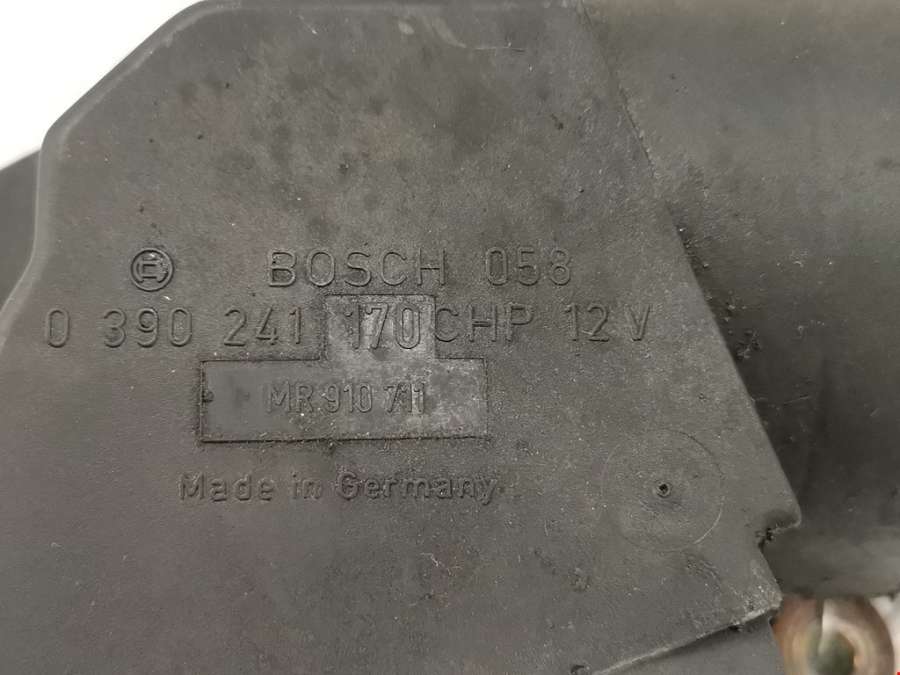 BOSCH 058
0 390 241 170 CHP 12 V
MR 910 711
Made in Germany